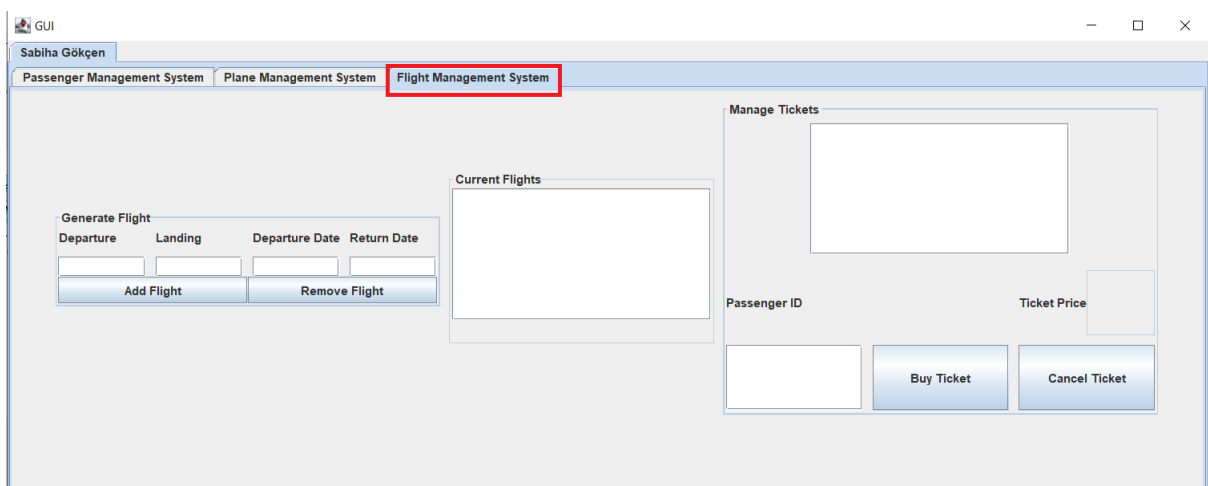 GUI
Sabiha Gökçen
Passenger Management System Plane Management System Flight Management System
Generate Flight
Departure Landing Departure Date Return Date
Add Flight Remove Flight
Current Flights
Manage Tickets
Passenger ID Ticket Price
Buy Ticket Cancel Ticket